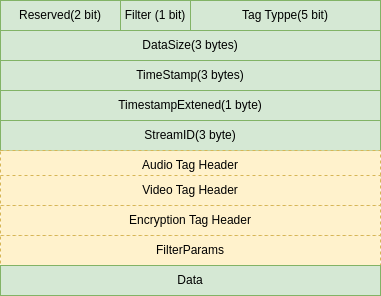 Reserved(2 bit) Filter (1 bit) Tag Typpe(5 bit)
DataSize(3 bytes)
TimeStamp(3 bytes)
TimestampExtened(1 byte)
StreamID(3 byte)
Audio Tag Header
Video Tag Header
Encryption Tag Header
FilterParams
Data